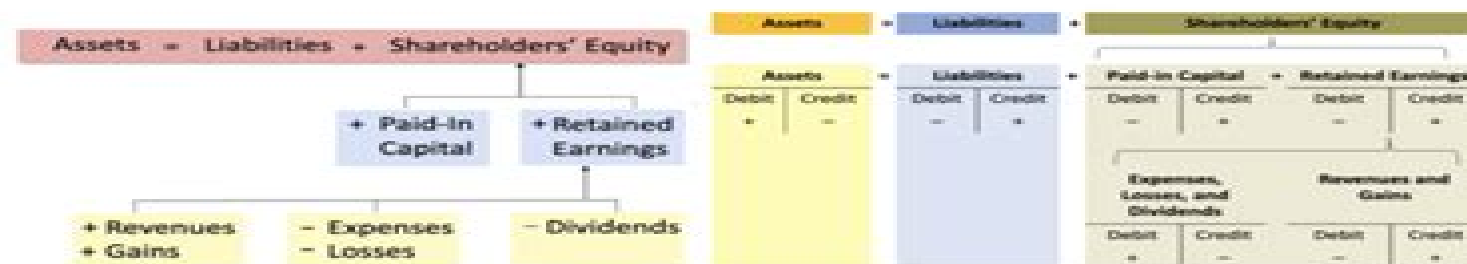 Assets = Liabilities + Shareholders' Equity
+ Paid-In Capital
+ Retained Earnings
+ Revenues
+ Gains
− Expenses
− Losses
− Dividends
Assets = Liabilities + Shareholders' Equity
Assets = Liabilities + Paid-in Capital + Retained Earnings
Debit Credit Debit Credit Debit Credit Debit Credit
+ − − + − + − +
Expenses, Losses, and Dividends
Revenues and Gains
Debit Credit Debit Credit
+ − − +